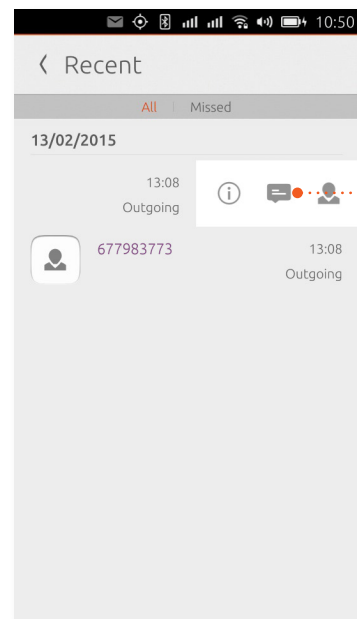 10:50
Recent
All Missed
13/02/2015
13:08
Outgoing
677983773 13:08
Outgoing